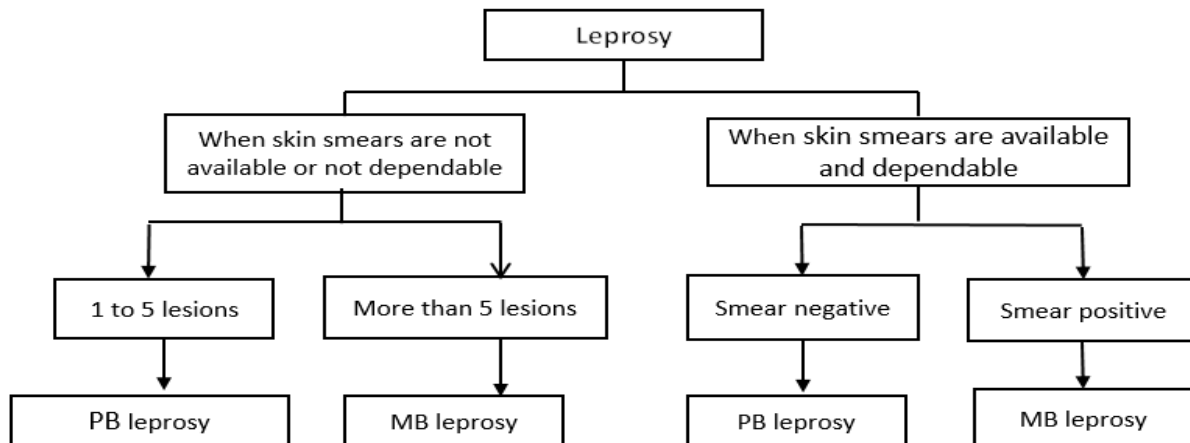 Leprosy
When skin smears are not
available or not dependable
When skin smears are available
and dependable
1 to 5 lesions
More than 5 lesions
Smear negative
Smear positive
PB leprosy
MB leprosy
PB leprosy
MB leprosy